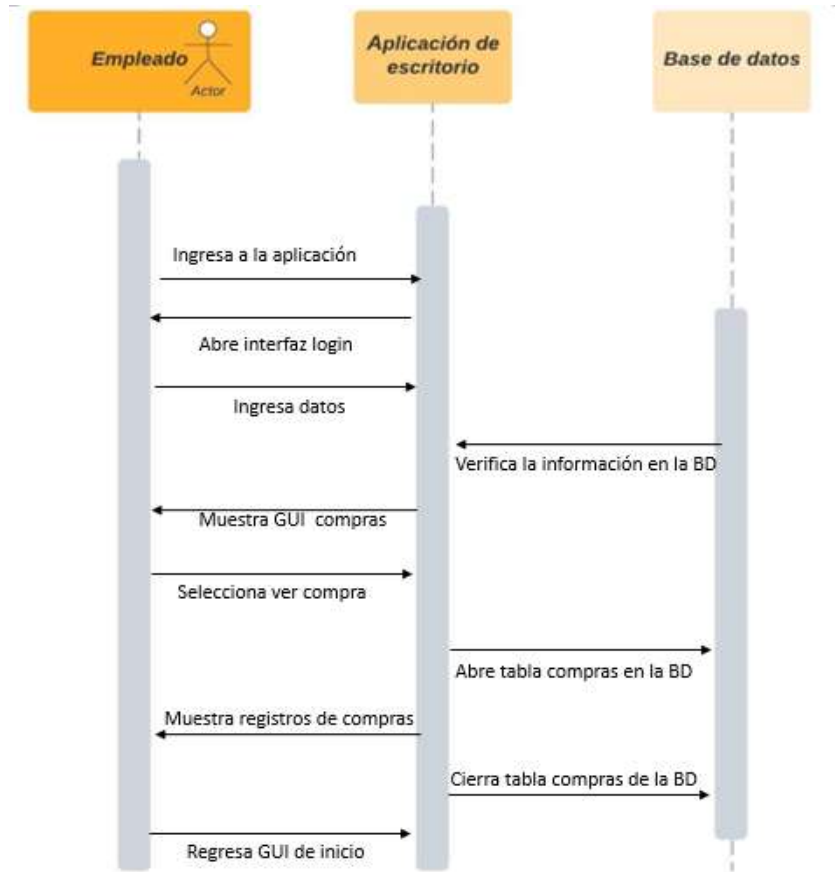 Empleado
Actor
Aplicación de
escritorio
Base de datos
Ingresa a la aplicación
Abre interfaz login
Ingresa datos
Verifica la información en la BD
Muestra GUI compras
Selecciona ver compra
Abre tabla compras en la BD
Muestra registros de compras
Cierra tabla compras de la BD
Regresa GUI de inicio